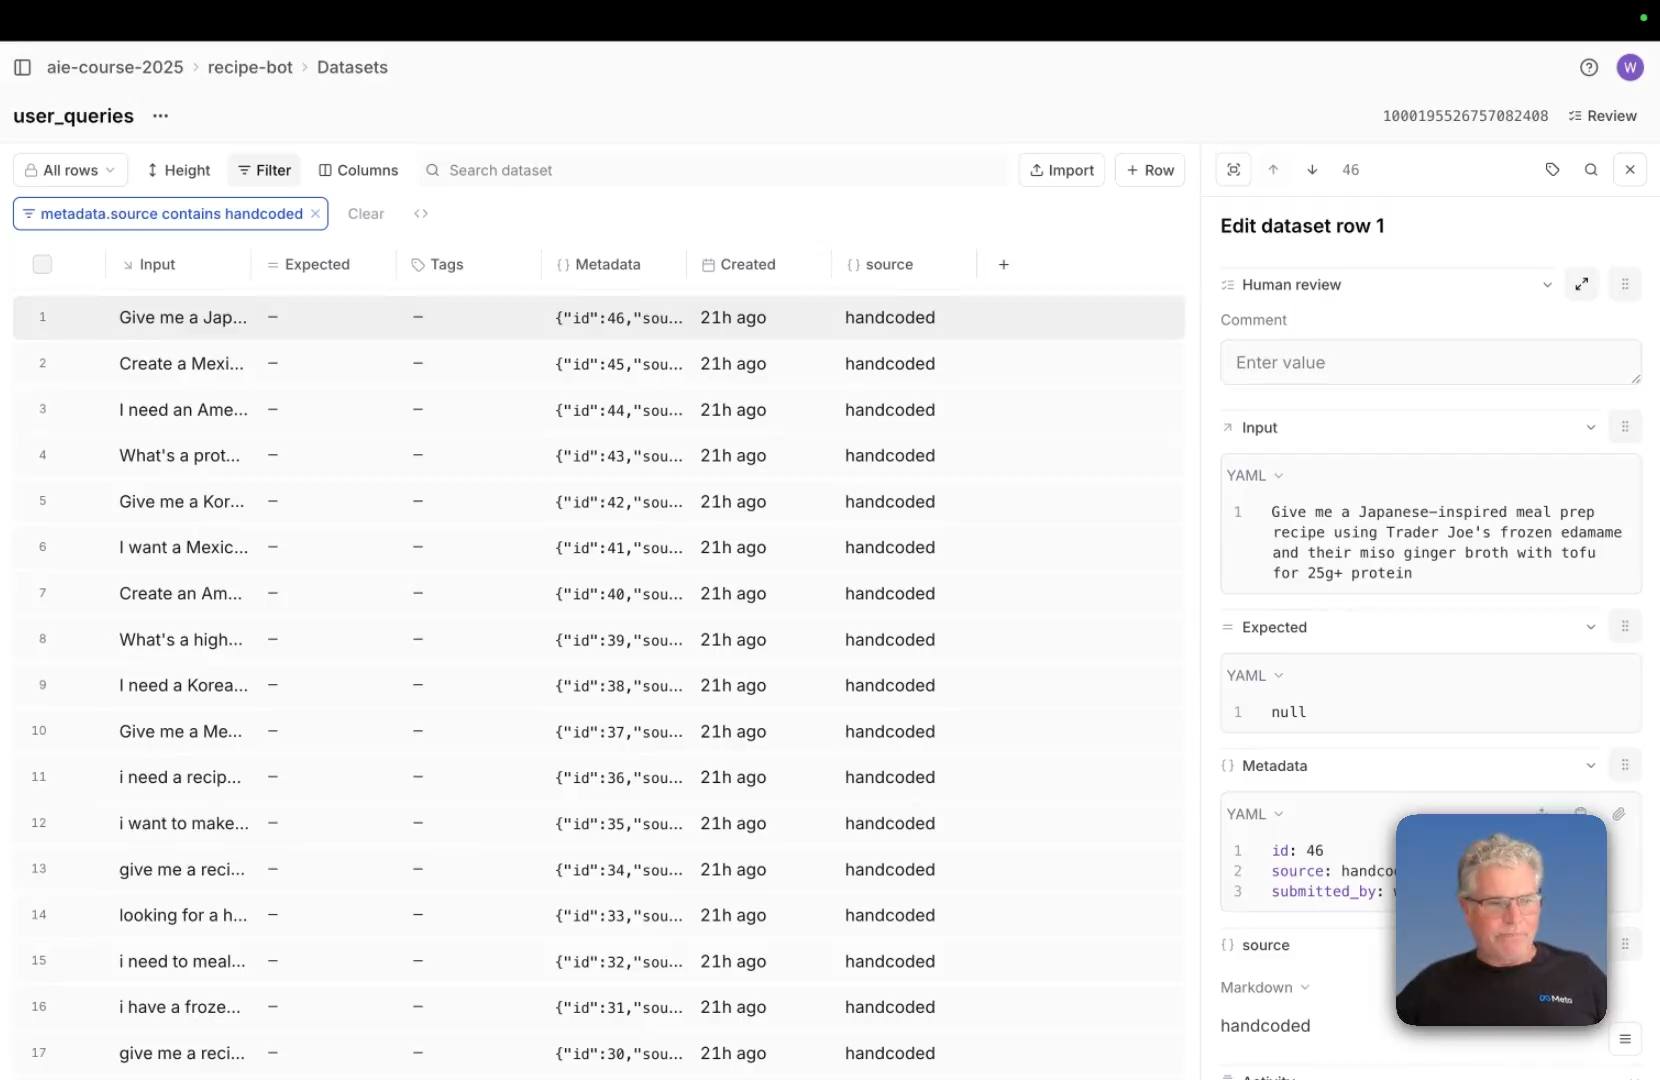 aie-course-2025 > recipe-bot > Datasets
W
user_queries ...
1000195526757082408 Review
All rows Height Filter Columns Search dataset Import + Row
metadata.source contains handcoded × Clear <>
Input Expected Tags Metadata Created source +
1 Give me a Jap... – – {"id":46,"sou... 21h ago handcoded
2 Create a Mexi... – – {"id":45,"sou... 21h ago handcoded
3 I need an Ame... – – {"id":44,"sou... 21h ago handcoded
4 What's a prot... – – {"id":43,"sou... 21h ago handcoded
5 Give me a Kor... – – {"id":42,"sou... 21h ago handcoded
6 I want a Mexic... – – {"id":41,"sou... 21h ago handcoded
7 Create an Am... – – {"id":40,"sou... 21h ago handcoded
8 What's a high... – – {"id":39,"sou... 21h ago handcoded
9 I need a Korea... – – {"id":38,"sou... 21h ago handcoded
10 Give me a Me... – – {"id":37,"sou... 21h ago handcoded
11 i need a recip... – – {"id":36,"sou... 21h ago handcoded
12 i want to make... – – {"id":35,"sou... 21h ago handcoded
13 give me a reci... – – {"id":34,"sou... 21h ago handcoded
14 looking for a h... – – {"id":33,"sou... 21h ago handcoded
15 i need to meal... – – {"id":32,"sou... 21h ago handcoded
16 i have a froze... – – {"id":31,"sou... 21h ago handcoded
17 give me a reci... – – {"id":30,"sou... 21h ago handcoded
46
Edit dataset row 1
Human review
Comment
Enter value
Input
YAML
1 Give me a Japanese-inspired meal prep
recipe using Trader Joe's frozen edamame
and their miso ginger broth with tofu
for 25g+ protein
Expected
YAML
1 null
Metadata
YAML
1 id: 46
2 source: handco
3 submitted_by:
source
Markdown
handcoded
Meta